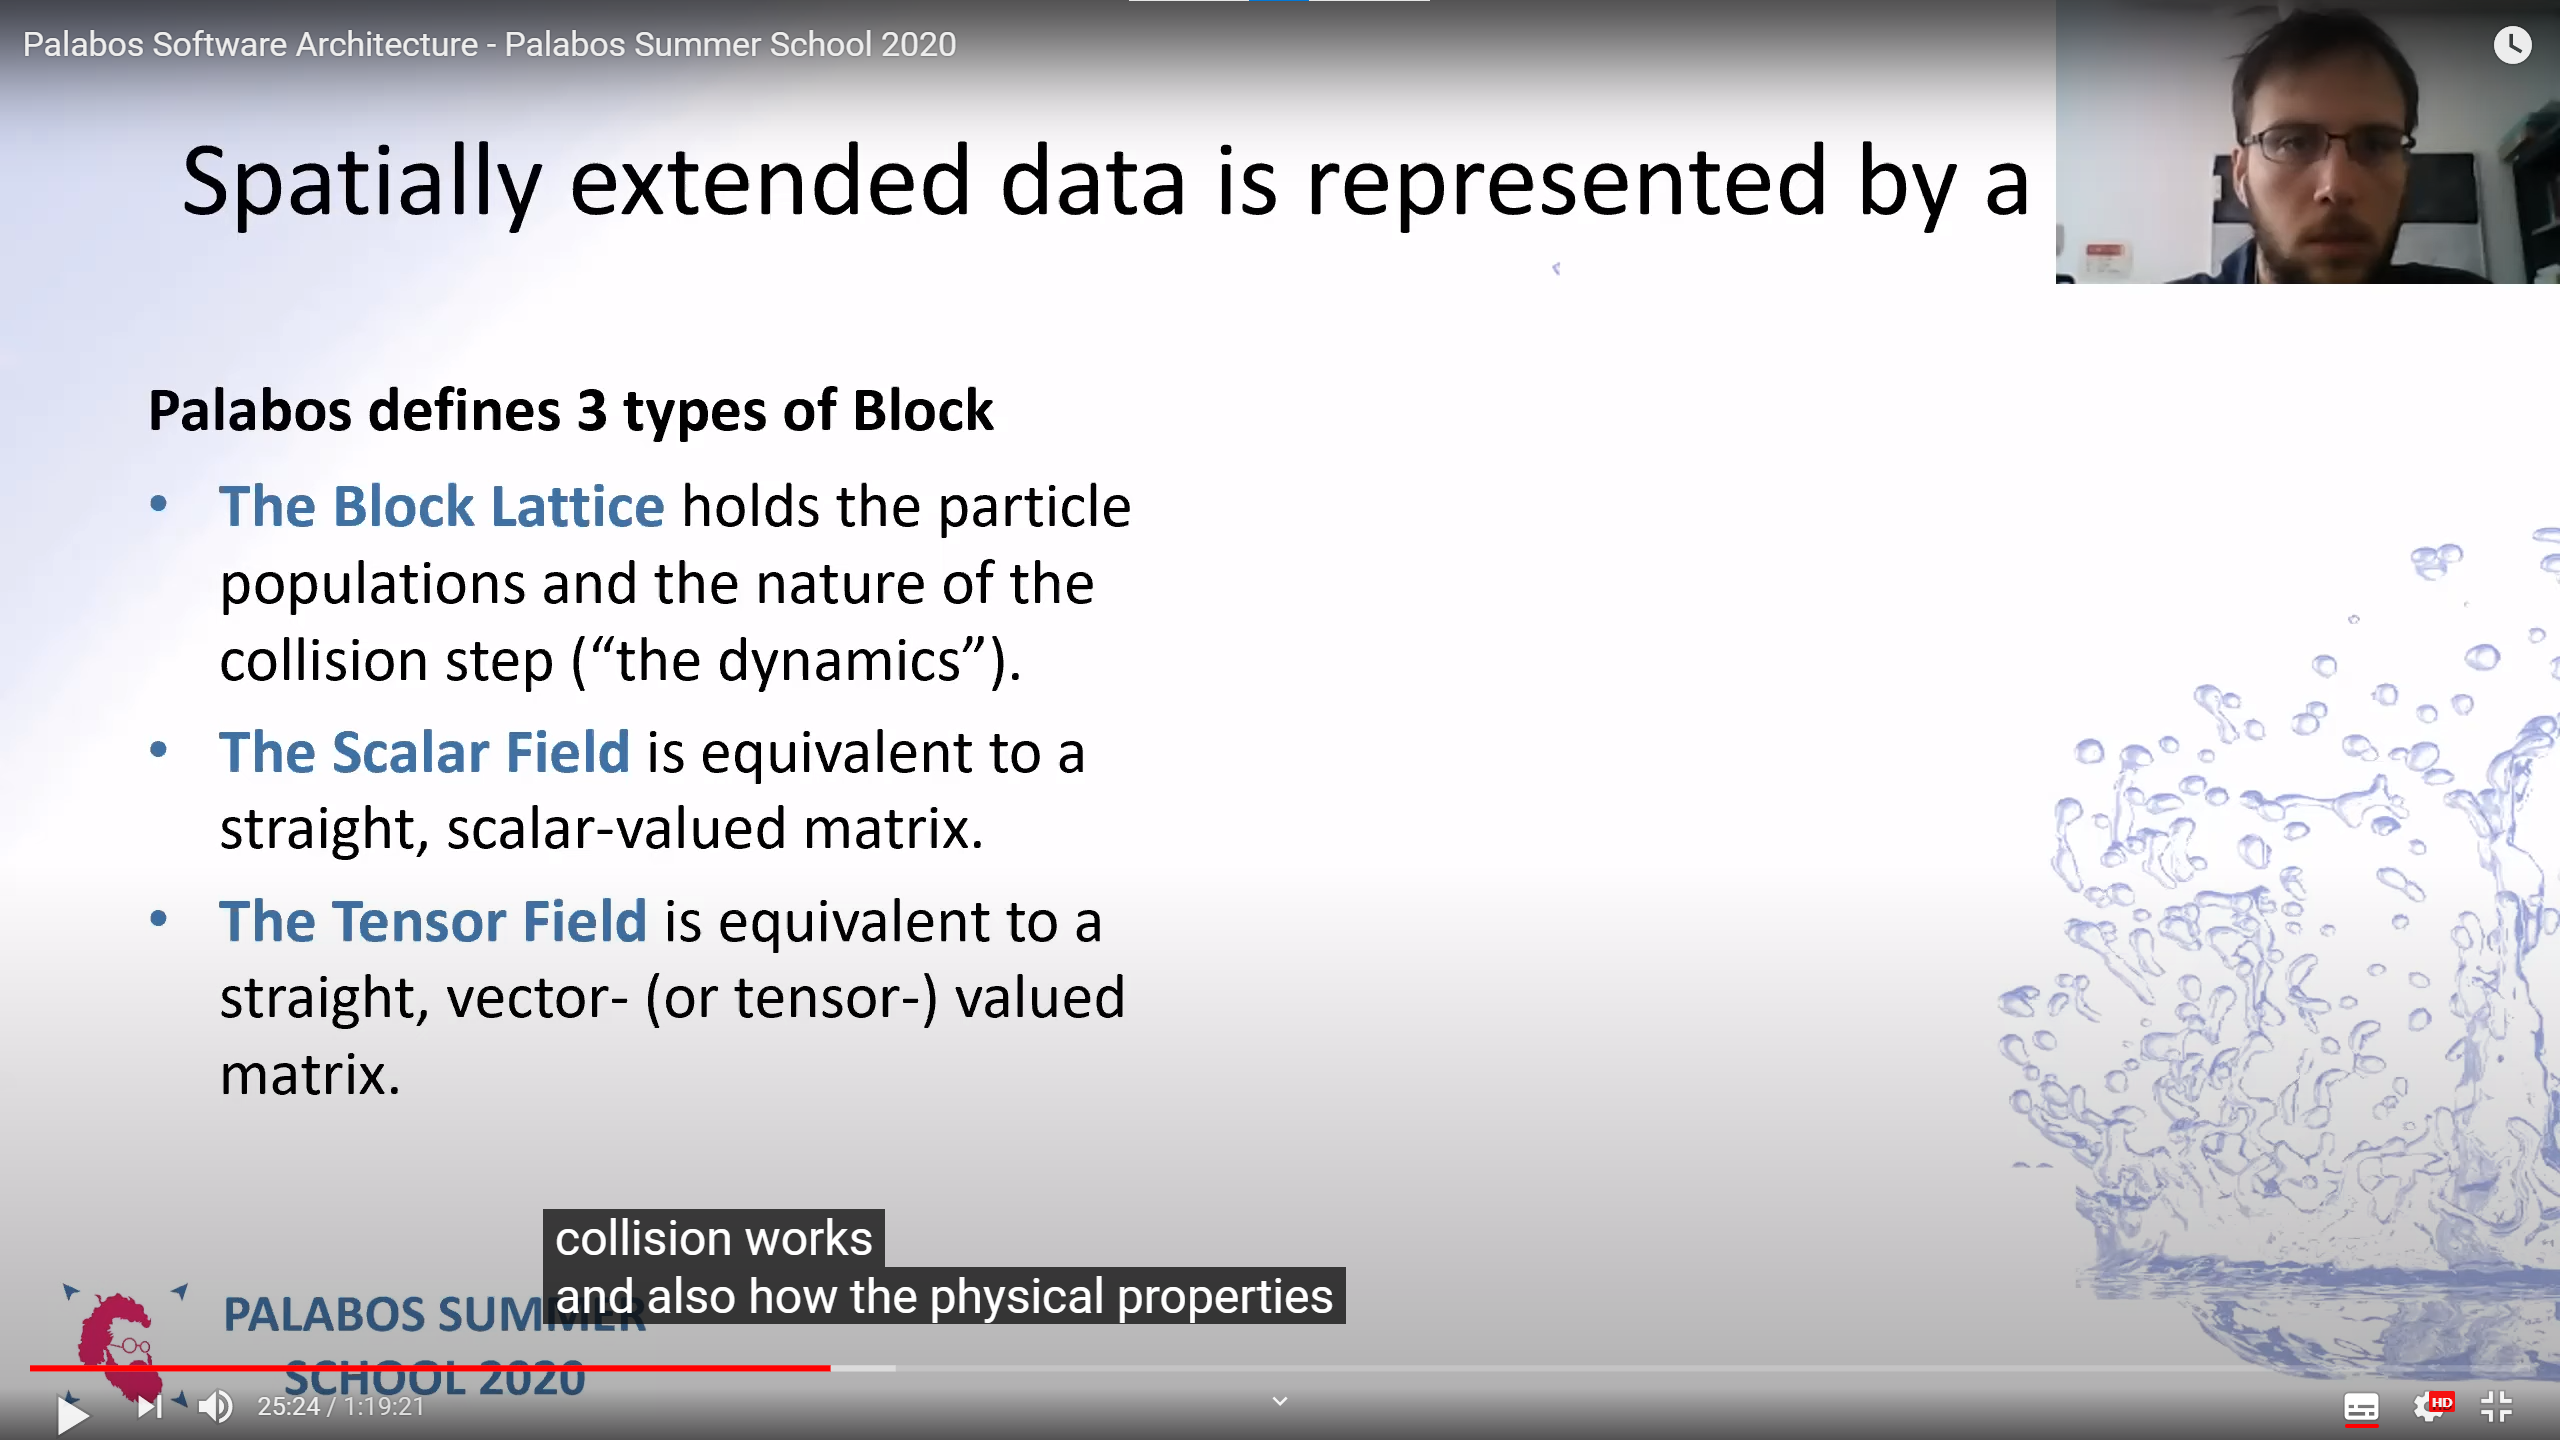 Palabos Software Architecture - Palabos Summer School 2020
Spatially extended data is represented by a
Palabos defines 3 types of Block
• The Block Lattice holds the particle
populations and the nature of the
collision step (“the dynamics”).
• The Scalar Field is equivalent to a
straight, scalar-valued matrix.
• The Tensor Field is equivalent to a
straight, vector- (or tensor-) valued
matrix.
collision works
and also how the physical properties
PALABOS SUMMER
SCHOOL 2020
25:24 / 1:19:21
HD